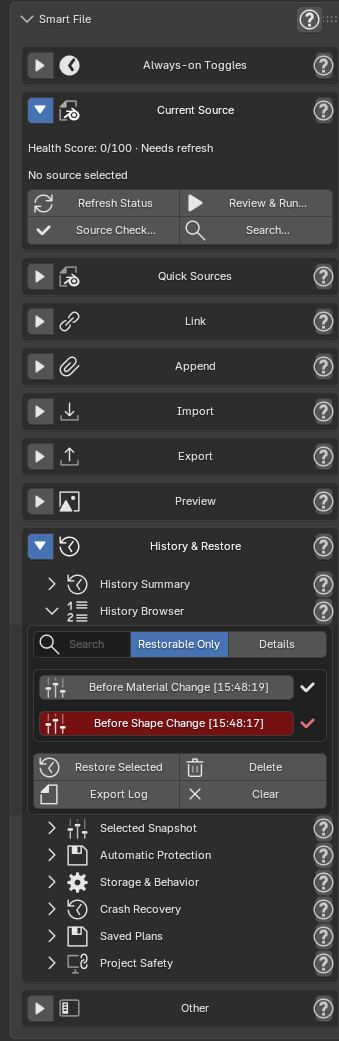 Smart File
Always-on Toggles
Current Source
Health Score: 0/100 · Needs refresh
No source selected
Refresh Status
Review & Run...
Source Check...
Search...
Quick Sources
Link
Append
Import
Export
Preview
History & Restore
History Summary
History Browser
Search
Restorable Only
Details
Before Material Change [15:48:19]
Before Shape Change [15:48:17]
Restore Selected
Delete
Export Log
Clear
Selected Snapshot
Automatic Protection
Storage & Behavior
Crash Recovery
Saved Plans
Project Safety
Other